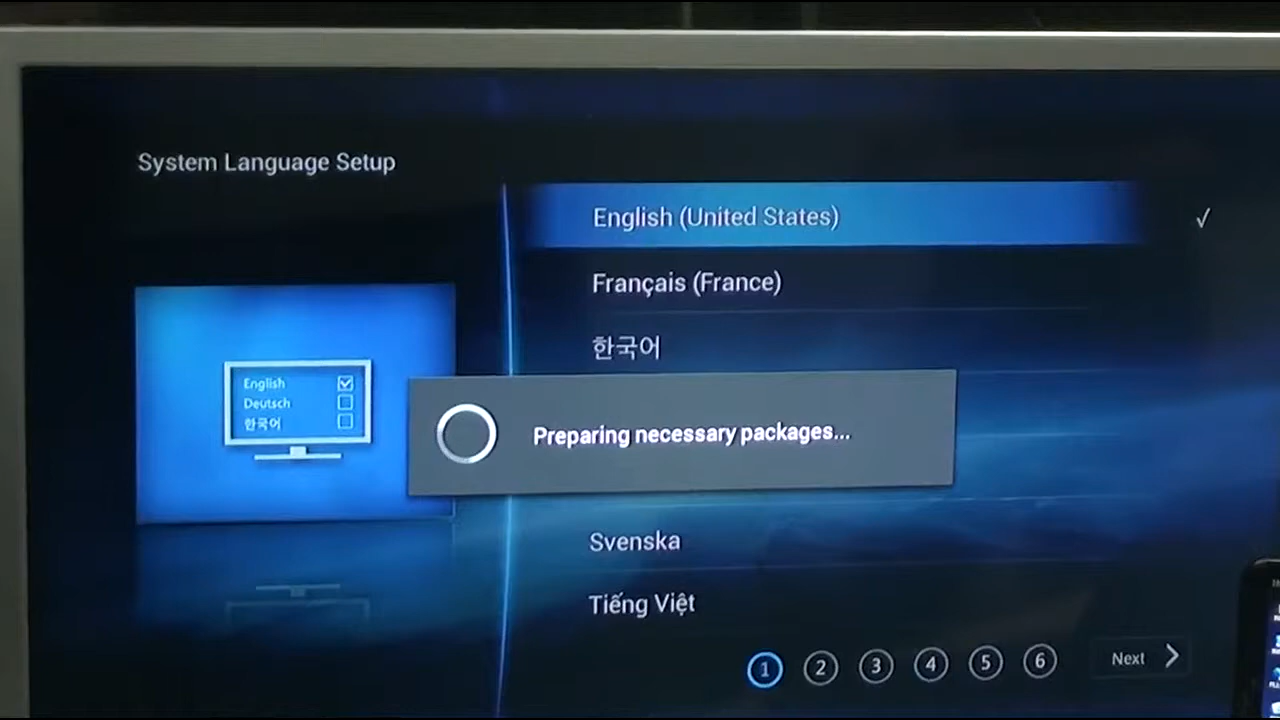 System Language Setup
English (United States)
√
Français (France)
한국어
English
Deutsch
한국어
Preparing necessary packages...
Svenska
Tiếng Việt
1 2 3 4 5 6
Next